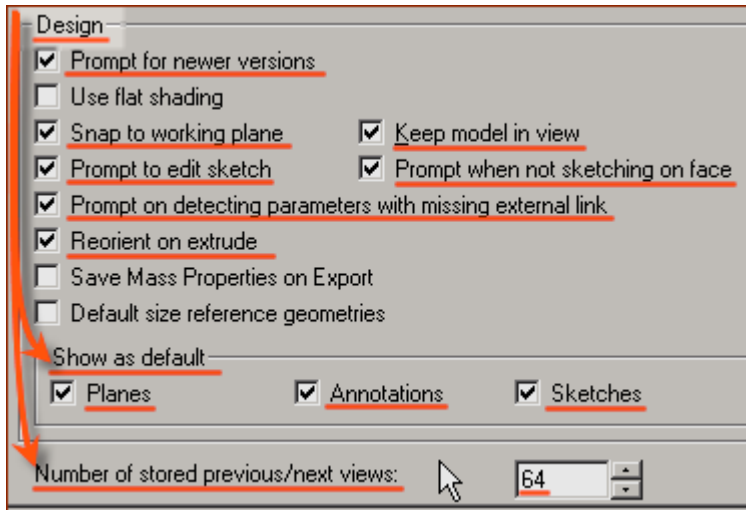 Design
Prompt for newer versions
Use flat shading
Snap to working plane Keep model in view
Prompt to edit sketch Prompt when not sketching on face
Prompt on detecting parameters with missing external link
Reorient on extrude
Save Mass Properties on Export
Default size reference geometries
Show as default
Planes Annotations Sketches
Number of stored previous/next views: 64